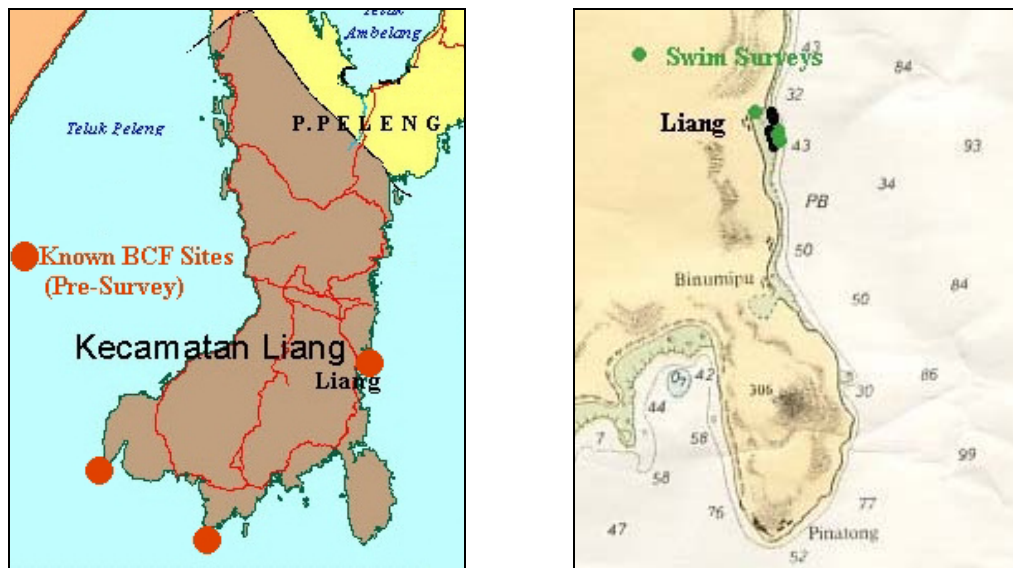 Teluk
Ambelang
Teluk Peleng
P.PELENG
Known BCF Sites
(Pre-Survey)
Kecamatan Liang
Liang
43
84
Swim Surveys
32
Liang
43
93
34
PB
50
Binumipu
84
50
0₇
42
306
30
86
44
7
58
99
58
76
77
47
Pinatong
52